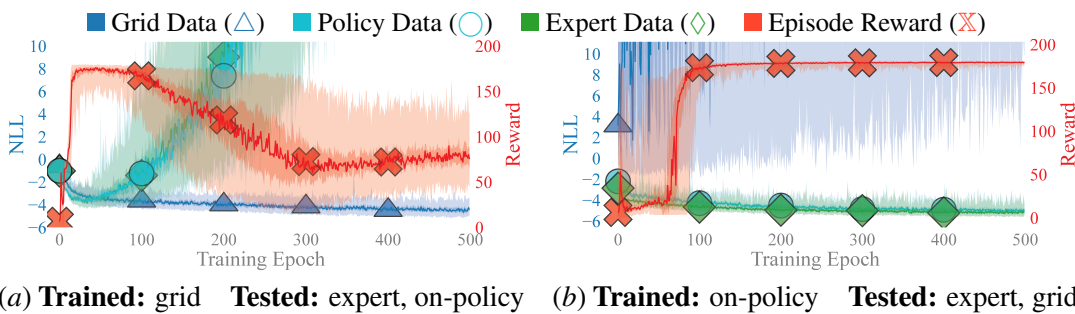 Grid Data (△) Policy Data (○) Expert Data (◇) Episode Reward (𝕏)
10 200 10 200
8 8
6 150 6 150
4 4
2 100 2 100
0 0
−2 50 −2 50
−4 −4
−6 0 −6 0
NLL Reward NLL Reward
0 100 200 300 400 500 0 100 200 300 400 500
Training Epoch Training Epoch
(a) Trained: grid Tested: expert, on-policy (b) Trained: on-policy Tested: expert, grid